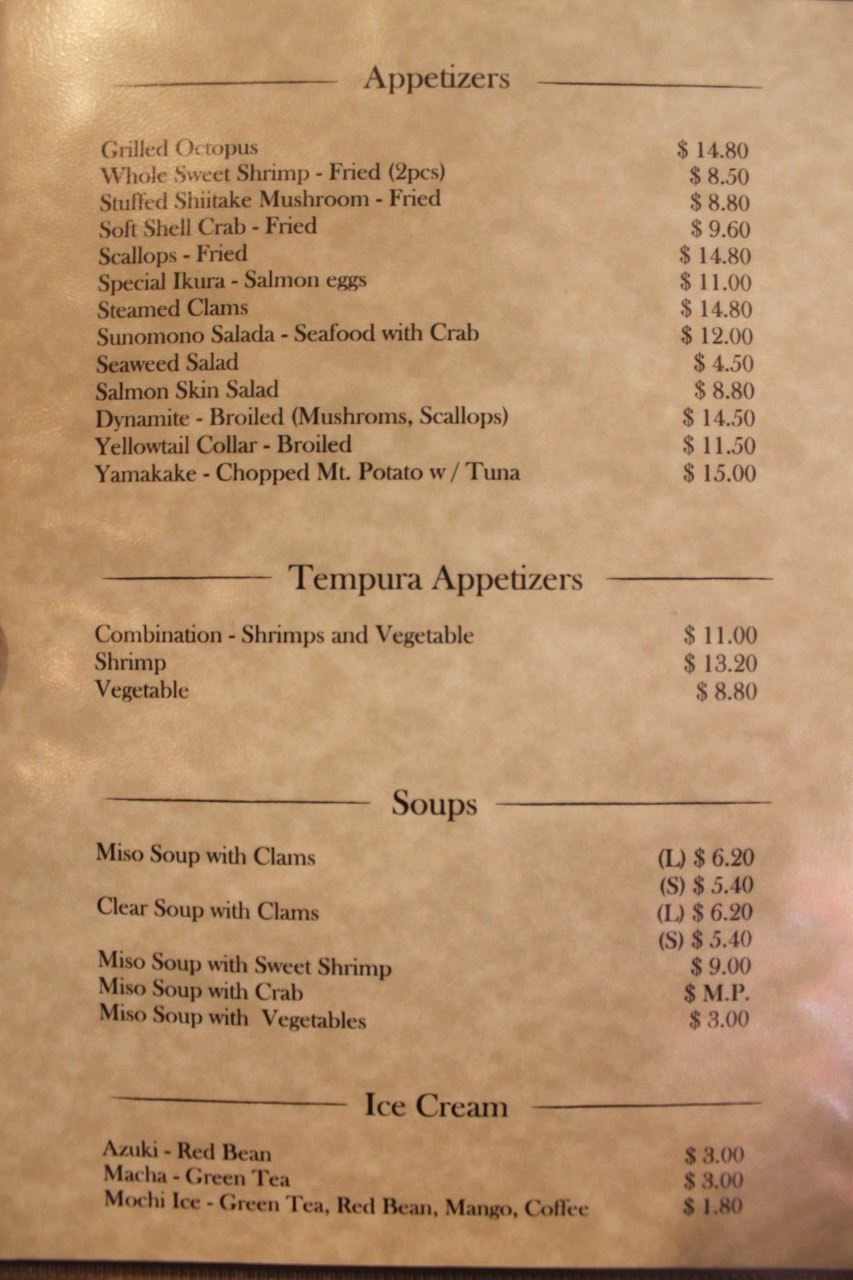 Appetizers
Grilled Octopus $ 14.80
Whole Sweet Shrimp - Fried (2pcs) $ 8.50
Stuffed Shiitake Mushroom - Fried $ 8.80
Soft Shell Crab - Fried $ 9.60
Scallops - Fried $ 14.80
Special Ikura - Salmon eggs $ 11.00
Steamed Clams $ 14.80
Sunomono Salada - Seafood with Crab $ 12.00
Seaweed Salad $ 4.50
Salmon Skin Salad $ 8.80
Dynamite - Broiled (Mushroms, Scallops) $ 14.50
Yellowtail Collar - Broiled $ 11.50
Yamakake - Chopped Mt. Potato w / Tuna $ 15.00
Tempura Appetizers
Combination - Shrimps and Vegetable $ 11.00
Shrimp $ 13.20
Vegetable $ 8.80
Soups
Miso Soup with Clams (L) $ 6.20
(S) $ 5.40
Clear Soup with Clams (L) $ 6.20
(S) $ 5.40
Miso Soup with Sweet Shrimp $ 9.00
Miso Soup with Crab $ M.P.
Miso Soup with Vegetables $ 3.00
Ice Cream
Azuki - Red Bean $ 3.00
Macha - Green Tea $ 3.00
Mochi Ice - Green Tea, Red Bean, Mango, Coffee $ 1.80